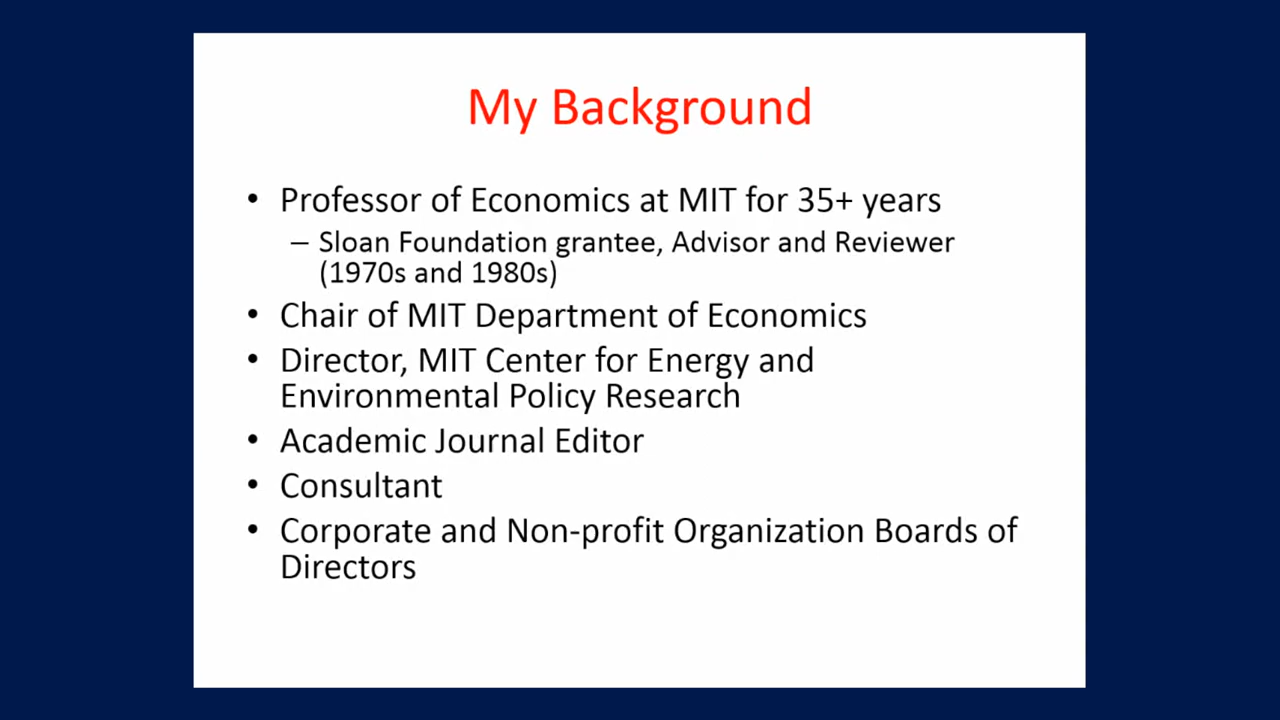 My Background
• Professor of Economics at MIT for 35+ years
– Sloan Foundation grantee, Advisor and Reviewer
(1970s and 1980s)
• Chair of MIT Department of Economics
• Director, MIT Center for Energy and
Environmental Policy Research
• Academic Journal Editor
• Consultant
• Corporate and Non-profit Organization Boards of
Directors